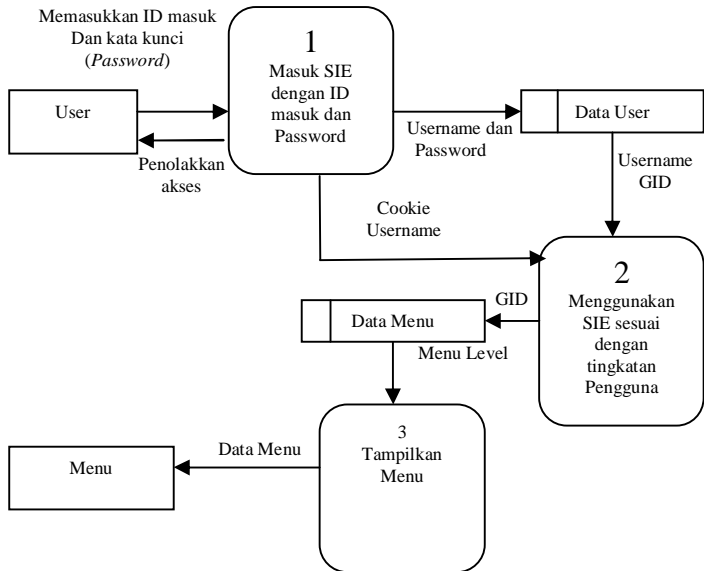 Memasukkan ID masuk
Dan kata kunci
(Password)
1
Masuk SIE
dengan ID
masuk dan
Password
User
Penolakkan
akses
Username dan
Password
Data User
Username
GID
Cookie
Username
2
Menggunakan
SIE sesuai
dengan
tingkatan
Pengguna
GID
Data Menu
Menu Level
3
Tampilkan
Menu
Data Menu
Menu